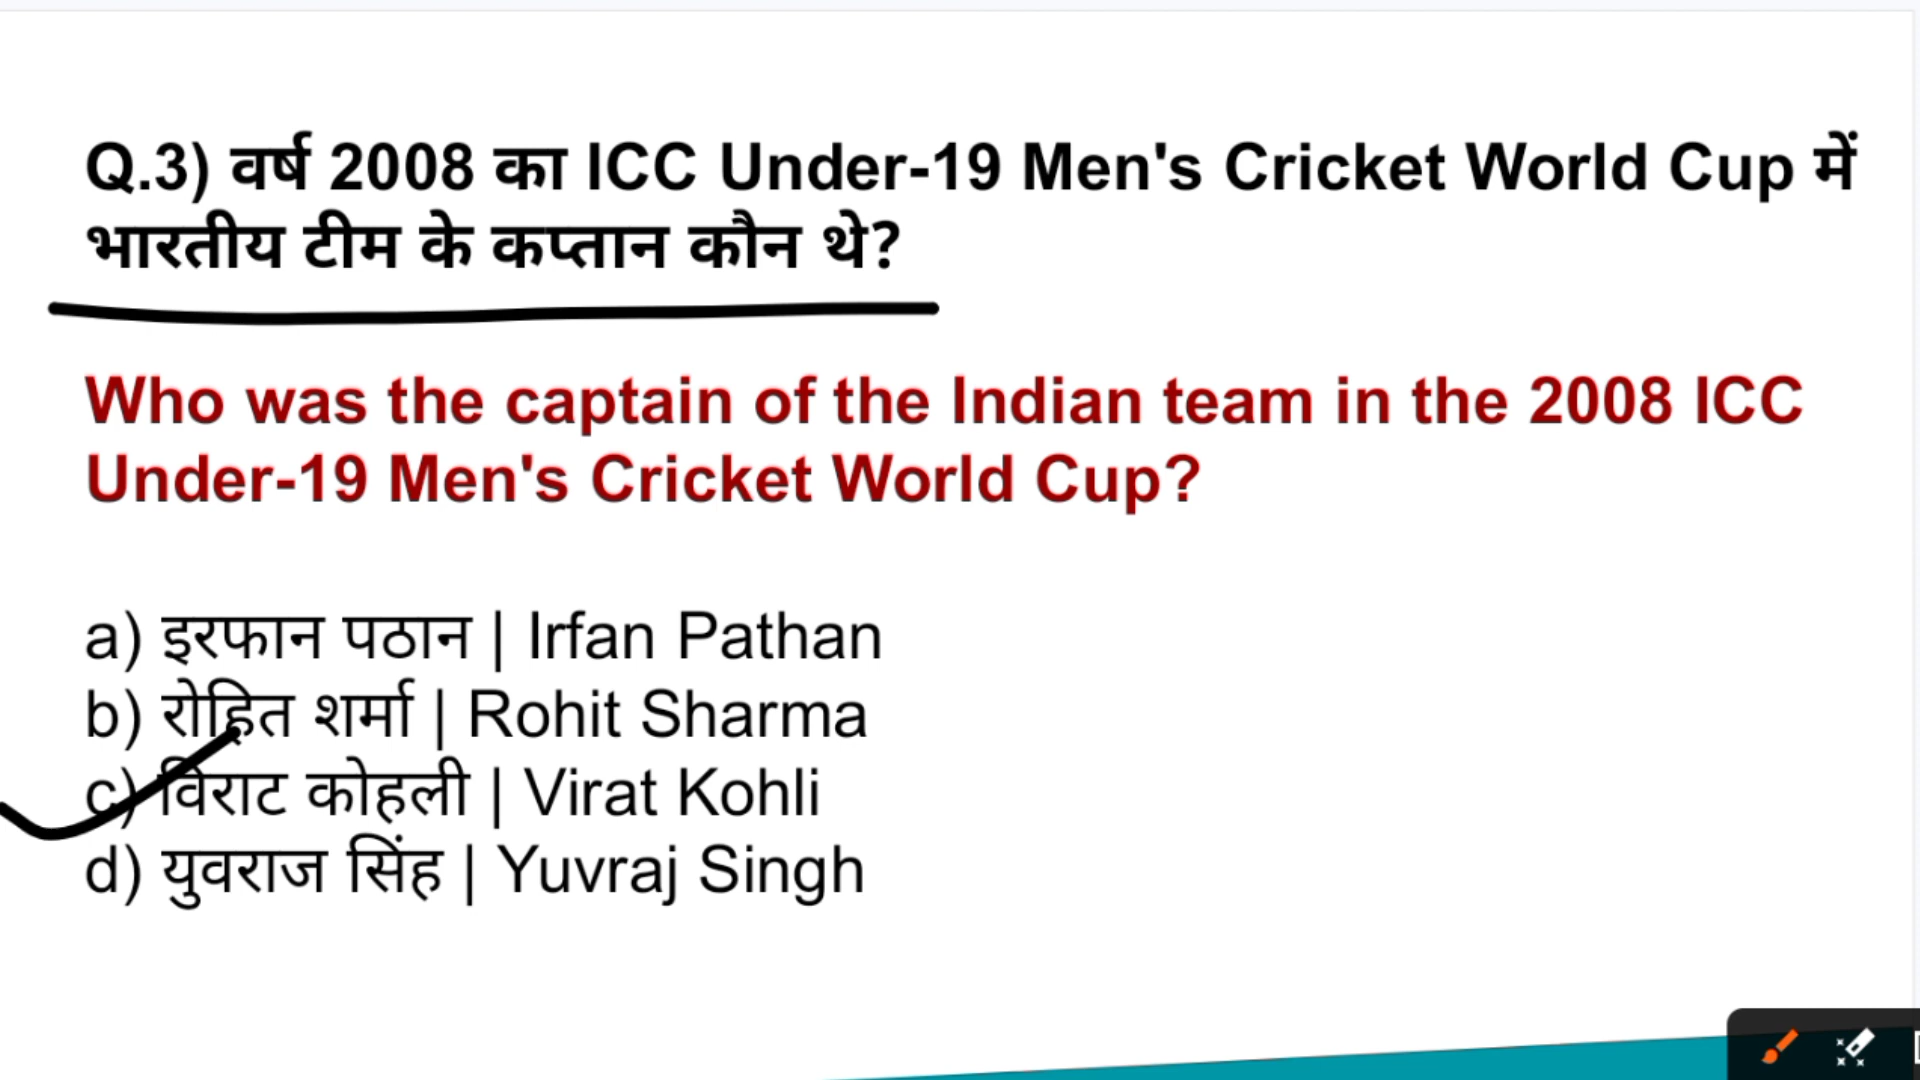 Q.3) वर्ष 2008 का ICC Under-19 Men's Cricket World Cup में
भारतीय टीम के कप्तान कौन थे?
Who was the captain of the Indian team in the 2008 ICC
Under-19 Men's Cricket World Cup?
a) इरफान पठान | Irfan Pathan
b) रोहित शर्मा | Rohit Sharma
c) विराट कोहली | Virat Kohli
d) युवराज सिंह | Yuvraj Singh